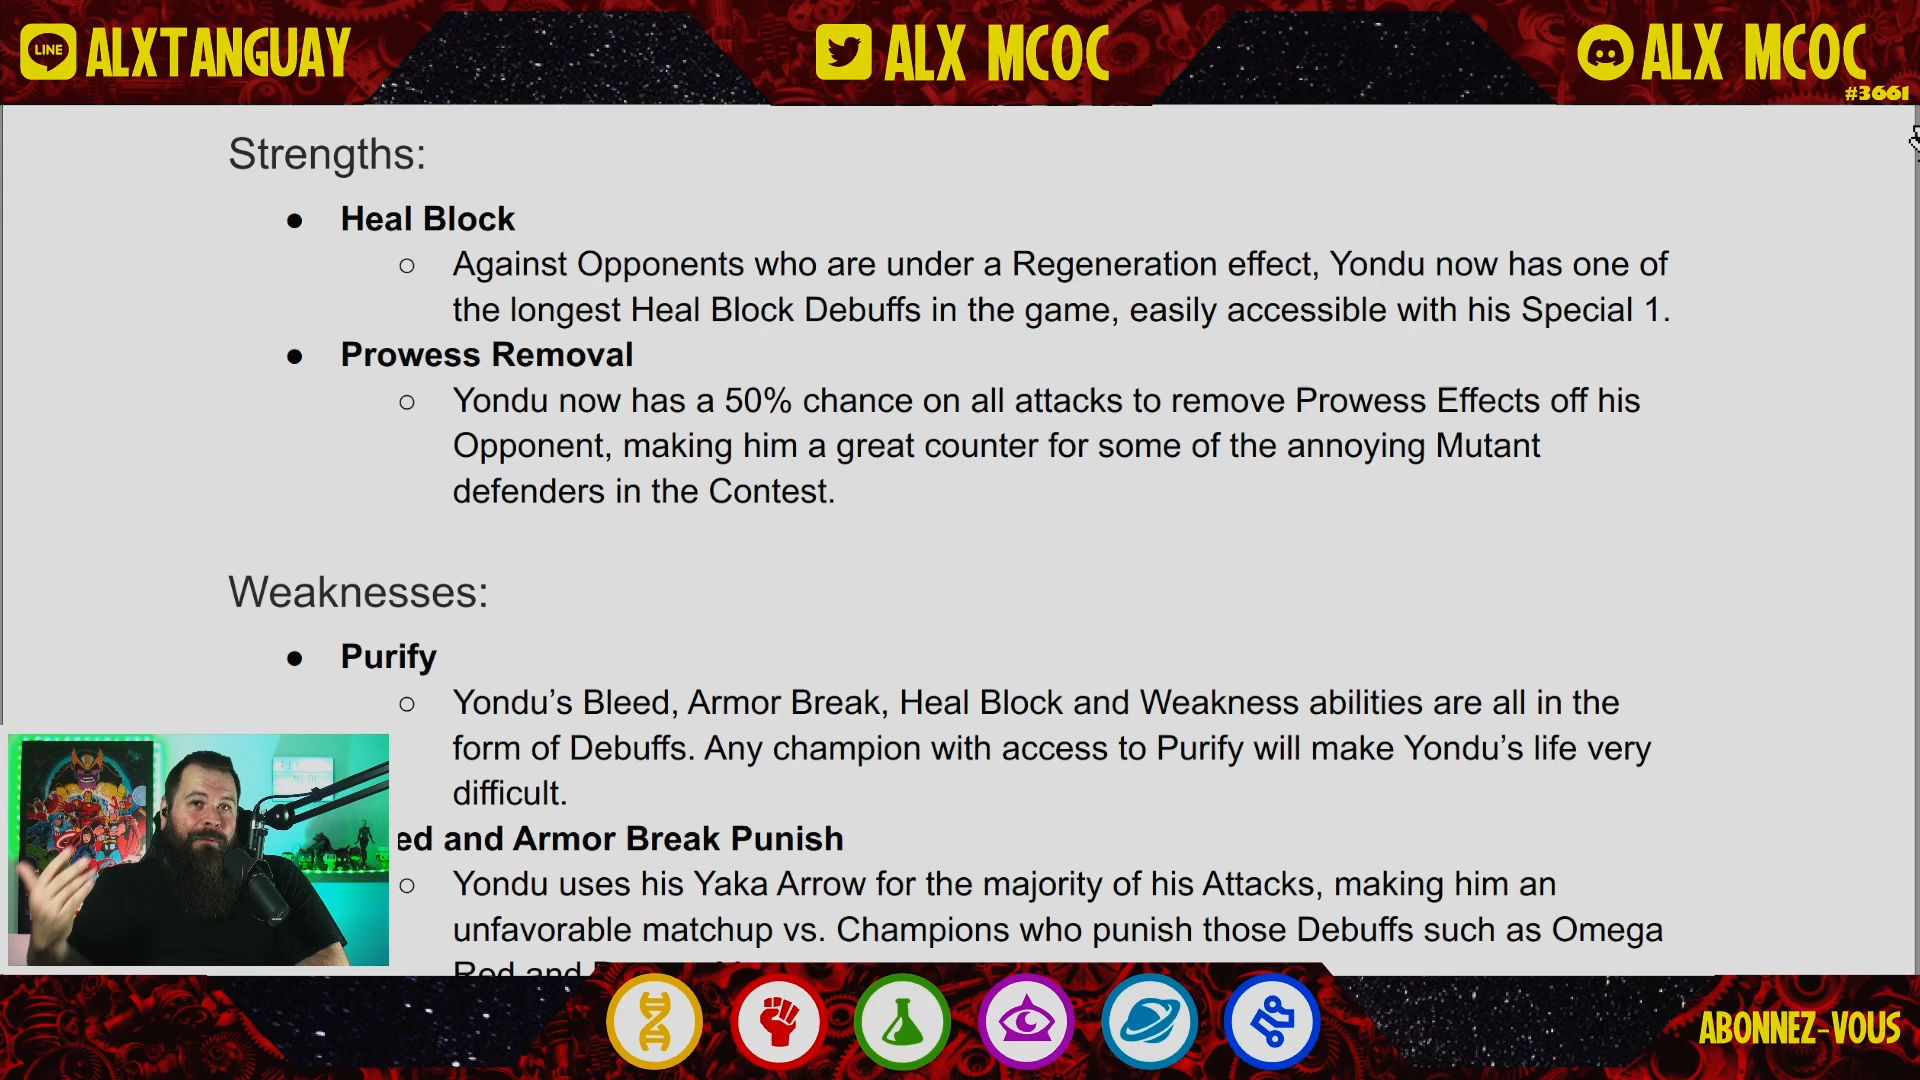 LINE ALXTANGUAY
ALX MCOC
ALX MCOC
#3661
Strengths:
● Heal Block
○ Against Opponents who are under a Regeneration effect, Yondu now has one of
the longest Heal Block Debuffs in the game, easily accessible with his Special 1.
● Prowess Removal
○ Yondu now has a 50% chance on all attacks to remove Prowess Effects off his
Opponent, making him a great counter for some of the annoying Mutant
defenders in the Contest.
Weaknesses:
● Purify
○ Yondu’s Bleed, Armor Break, Heal Block and Weakness abilities are all in the
form of Debuffs. Any champion with access to Purify will make Yondu’s life very
difficult.
ed and Armor Break Punish
○ Yondu uses his Yaka Arrow for the majority of his Attacks, making him an
unfavorable matchup vs. Champions who punish those Debuffs such as Omega
Red and
ABONNEZ-VOUS